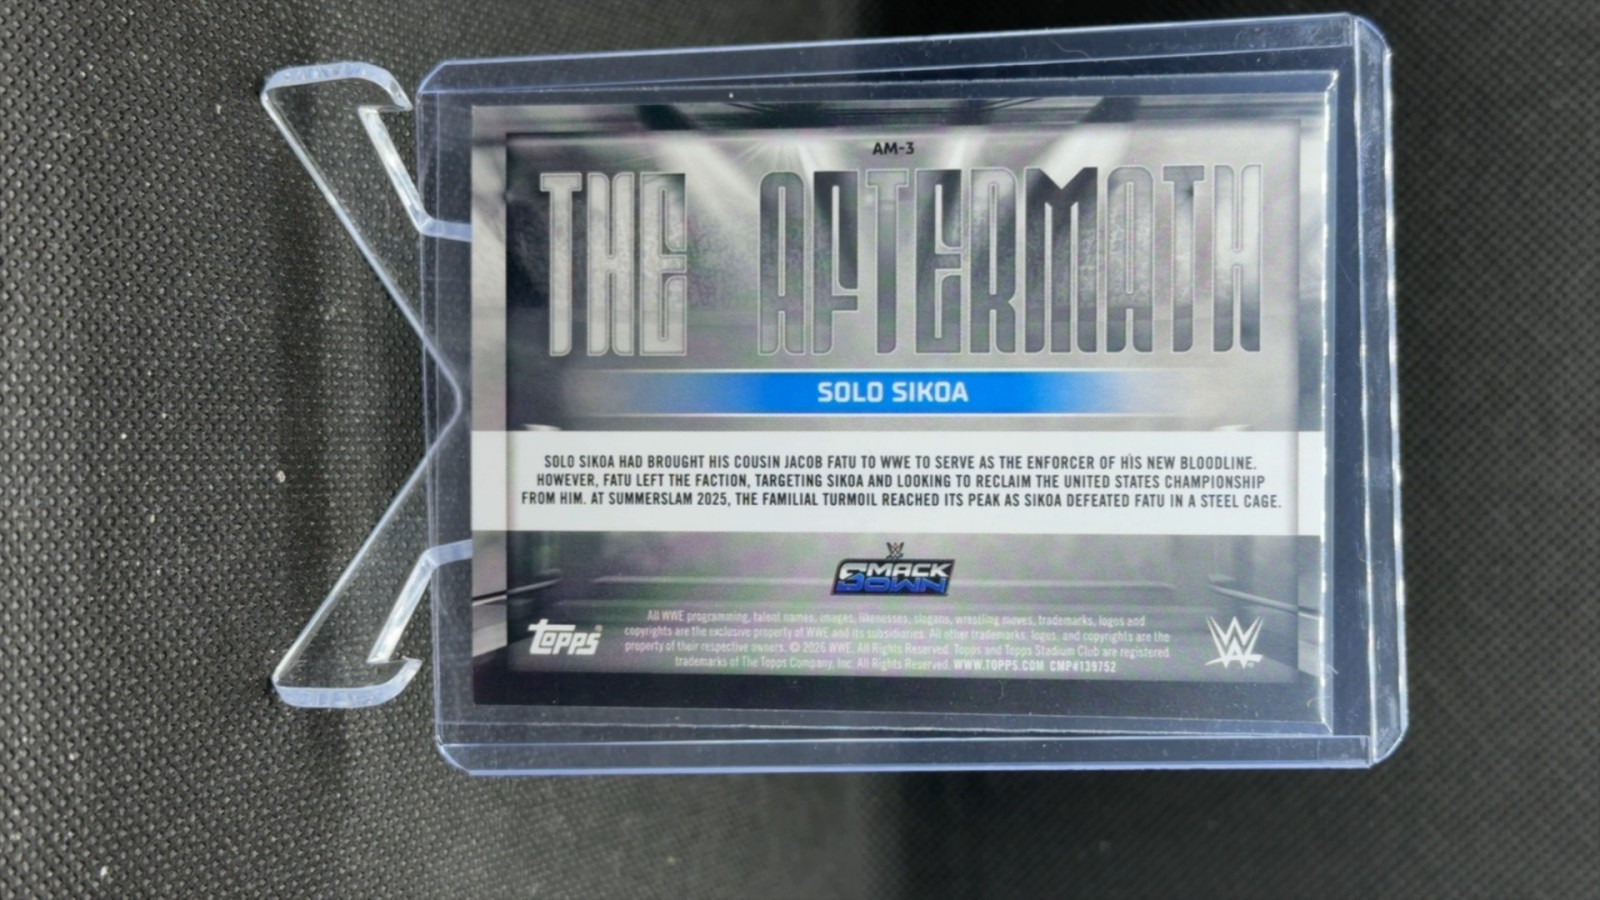 AM-3
THE AFTERMATH
SOLO SIKOA
SOLO SIKOA HAD BROUGHT HIS COUSIN JACOB FATU TO WWE TO SERVE AS THE ENFORCER OF HIS NEW BLOODLINE.
HOWEVER, FATU LEFT THE FACTION, TARGETING SIKOA AND LOOKING TO RECLAIM THE UNITED STATES CHAMPIONSHIP
FROM HIM. AT SUMMERSLAM 2025, THE FAMILIAL TURMOIL REACHED ITS PEAK AS SIKOA DEFEATED FATU IN A STEEL CAGE.
W
SMACK
DOWN
All WWE programming, talent names, images, likenesses, slogans, wrestling moves, trademarks, logos and
copyrights are the exclusive property of WWE and its subsidiaries. All other trademarks, logos, and copyrights are the
property of their respective owners. © 2026 WWE. All Rights Reserved. Topps and Topps Stadium Club are registered
trademarks of The Topps Company, Inc. All Rights Reserved. WWW.TOPPS.COM CMP#139752
topps®
W